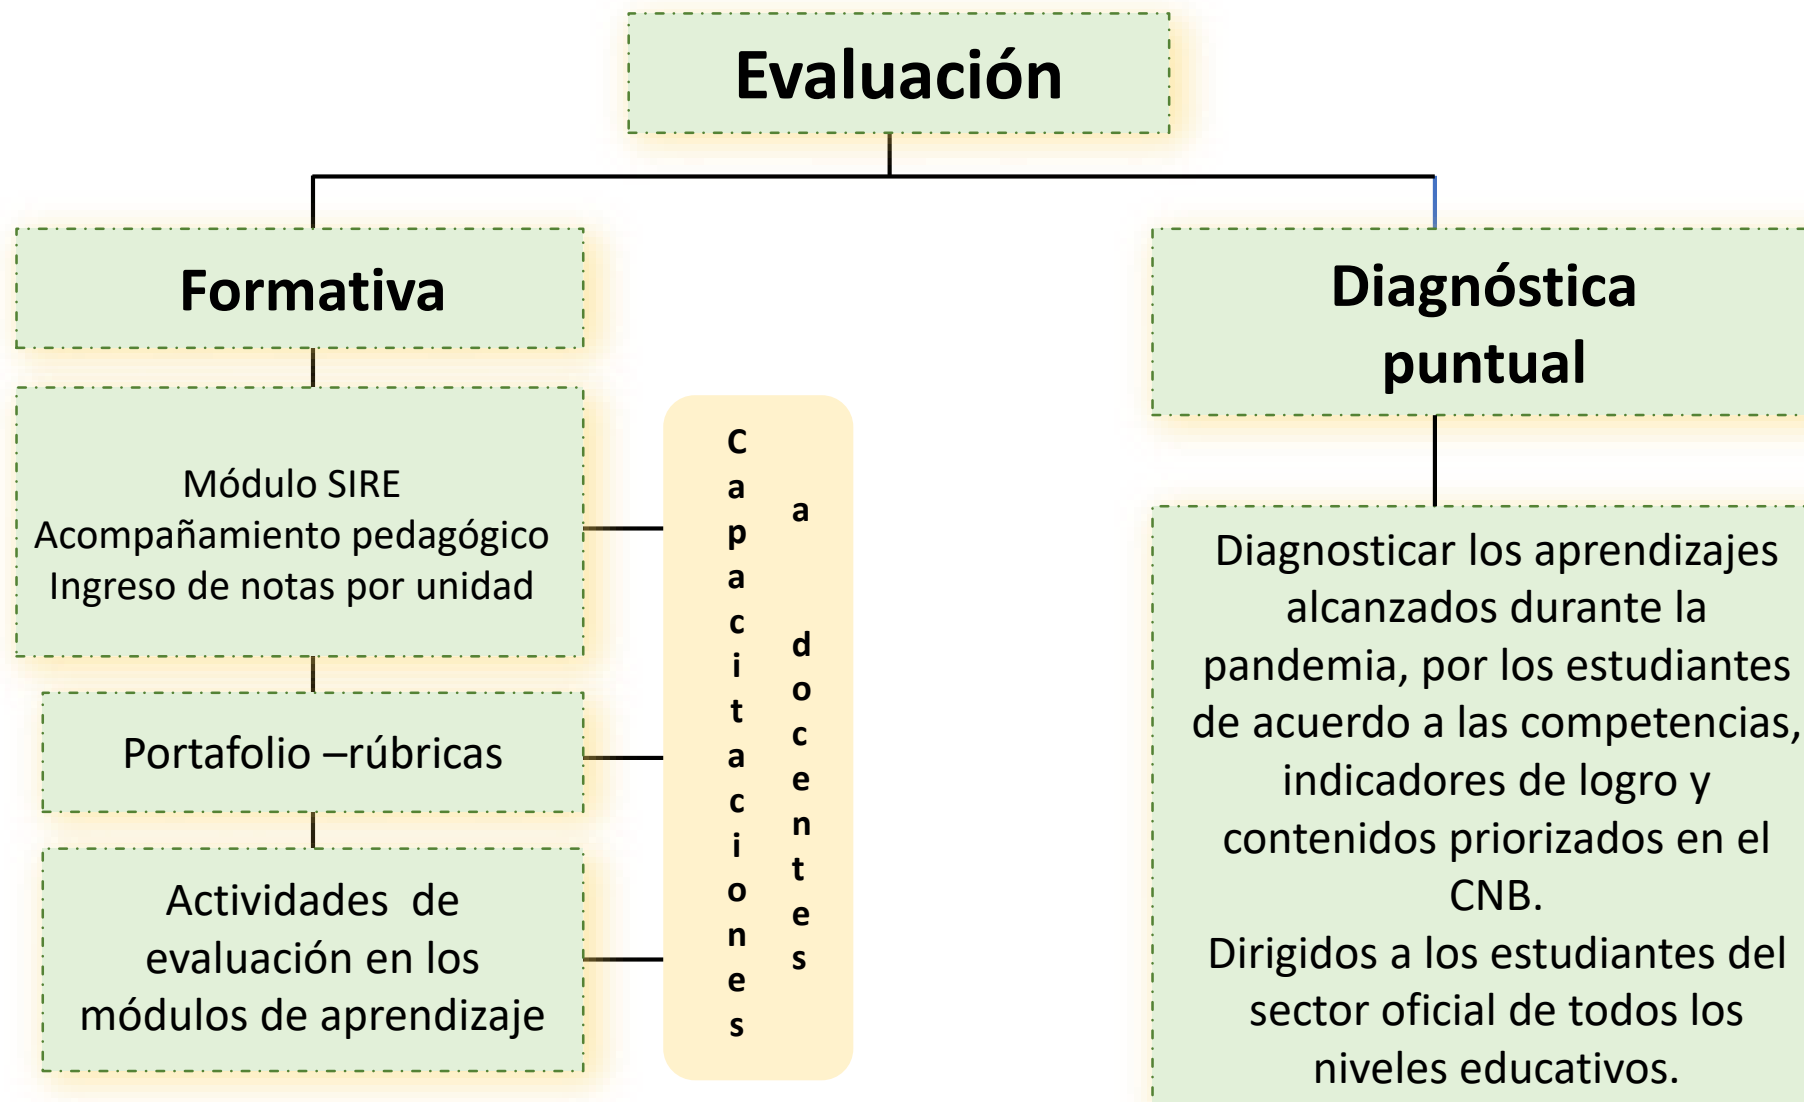 Evaluación
Formativa
Módulo SIRE
Acompañamiento pedagógico
Ingreso de notas por unidad
Portafolio –rúbricas
Actividades de
evaluación en los
módulos de aprendizaje
Capacitaciones
a docentes
Diagnóstica
puntual
Diagnosticar los aprendizajes
alcanzados durante la
pandemia, por los estudiantes
de acuerdo a las competencias,
indicadores de logro y
contenidos priorizados en el
CNB.
Dirigidos a los estudiantes del
sector oficial de todos los
niveles educativos.